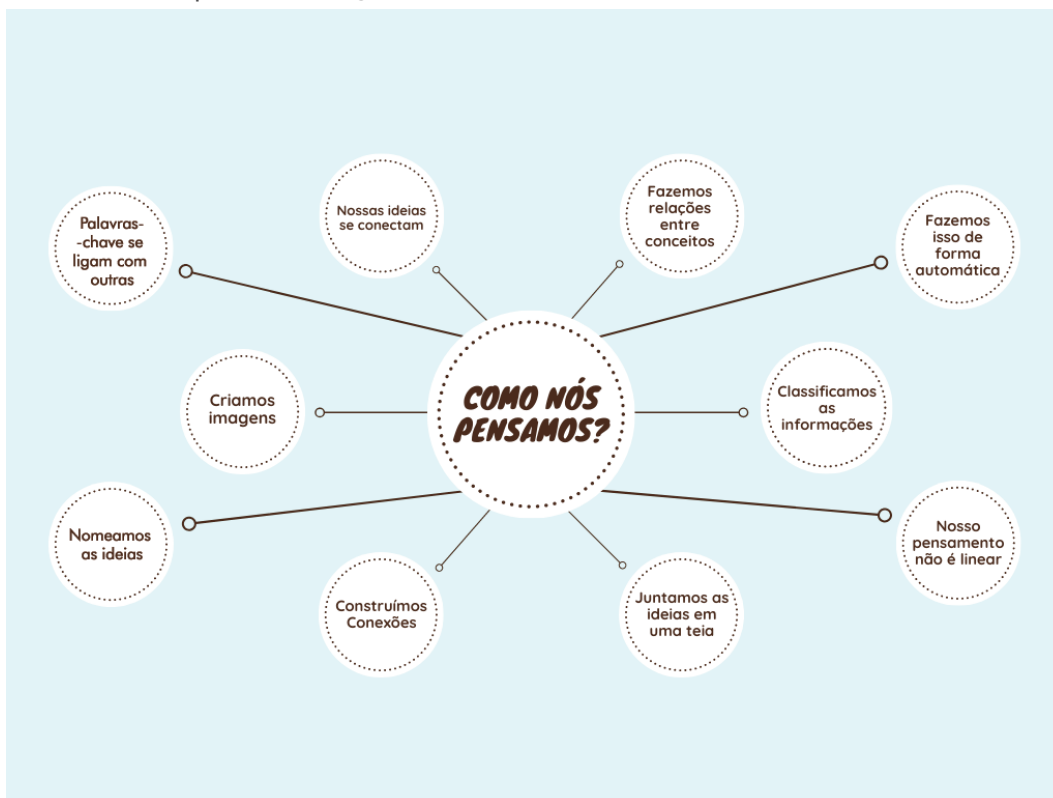 Palavras-
-chave se
ligam com
outras
Nossas ideias
se conectam
Fazemos
relações
entre
conceitos
Fazemos
isso de
forma
automática
Criamos
imagens
COMO NÓS
PENSAMOS?
Classificamos
as
informações
Nomeamos
as ideias
Construímos
Conexões
Juntamos as
ideias em
uma teia
Nosso
pensamento
não é linear